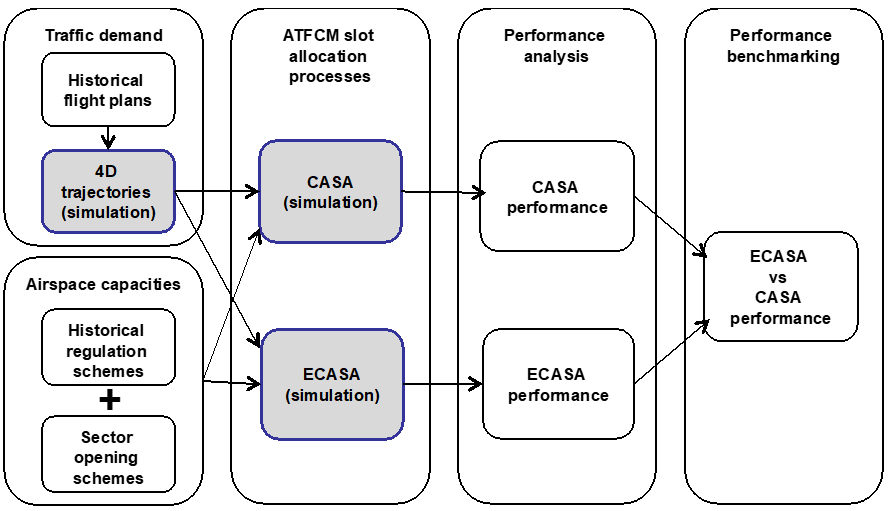 Traffic demand
Historical
flight plans
4D
trajectories
(simulation)
Airspace capacities
Historical
regulation
schemes
+
Sector
opening
schemes
ATFCM slot
allocation
processes
CASA
(simulation)
ECASA
(simulation)
Performance
analysis
CASA
performance
ECASA
performance
Performance
benchmarking
ECASA
vs
CASA
performance